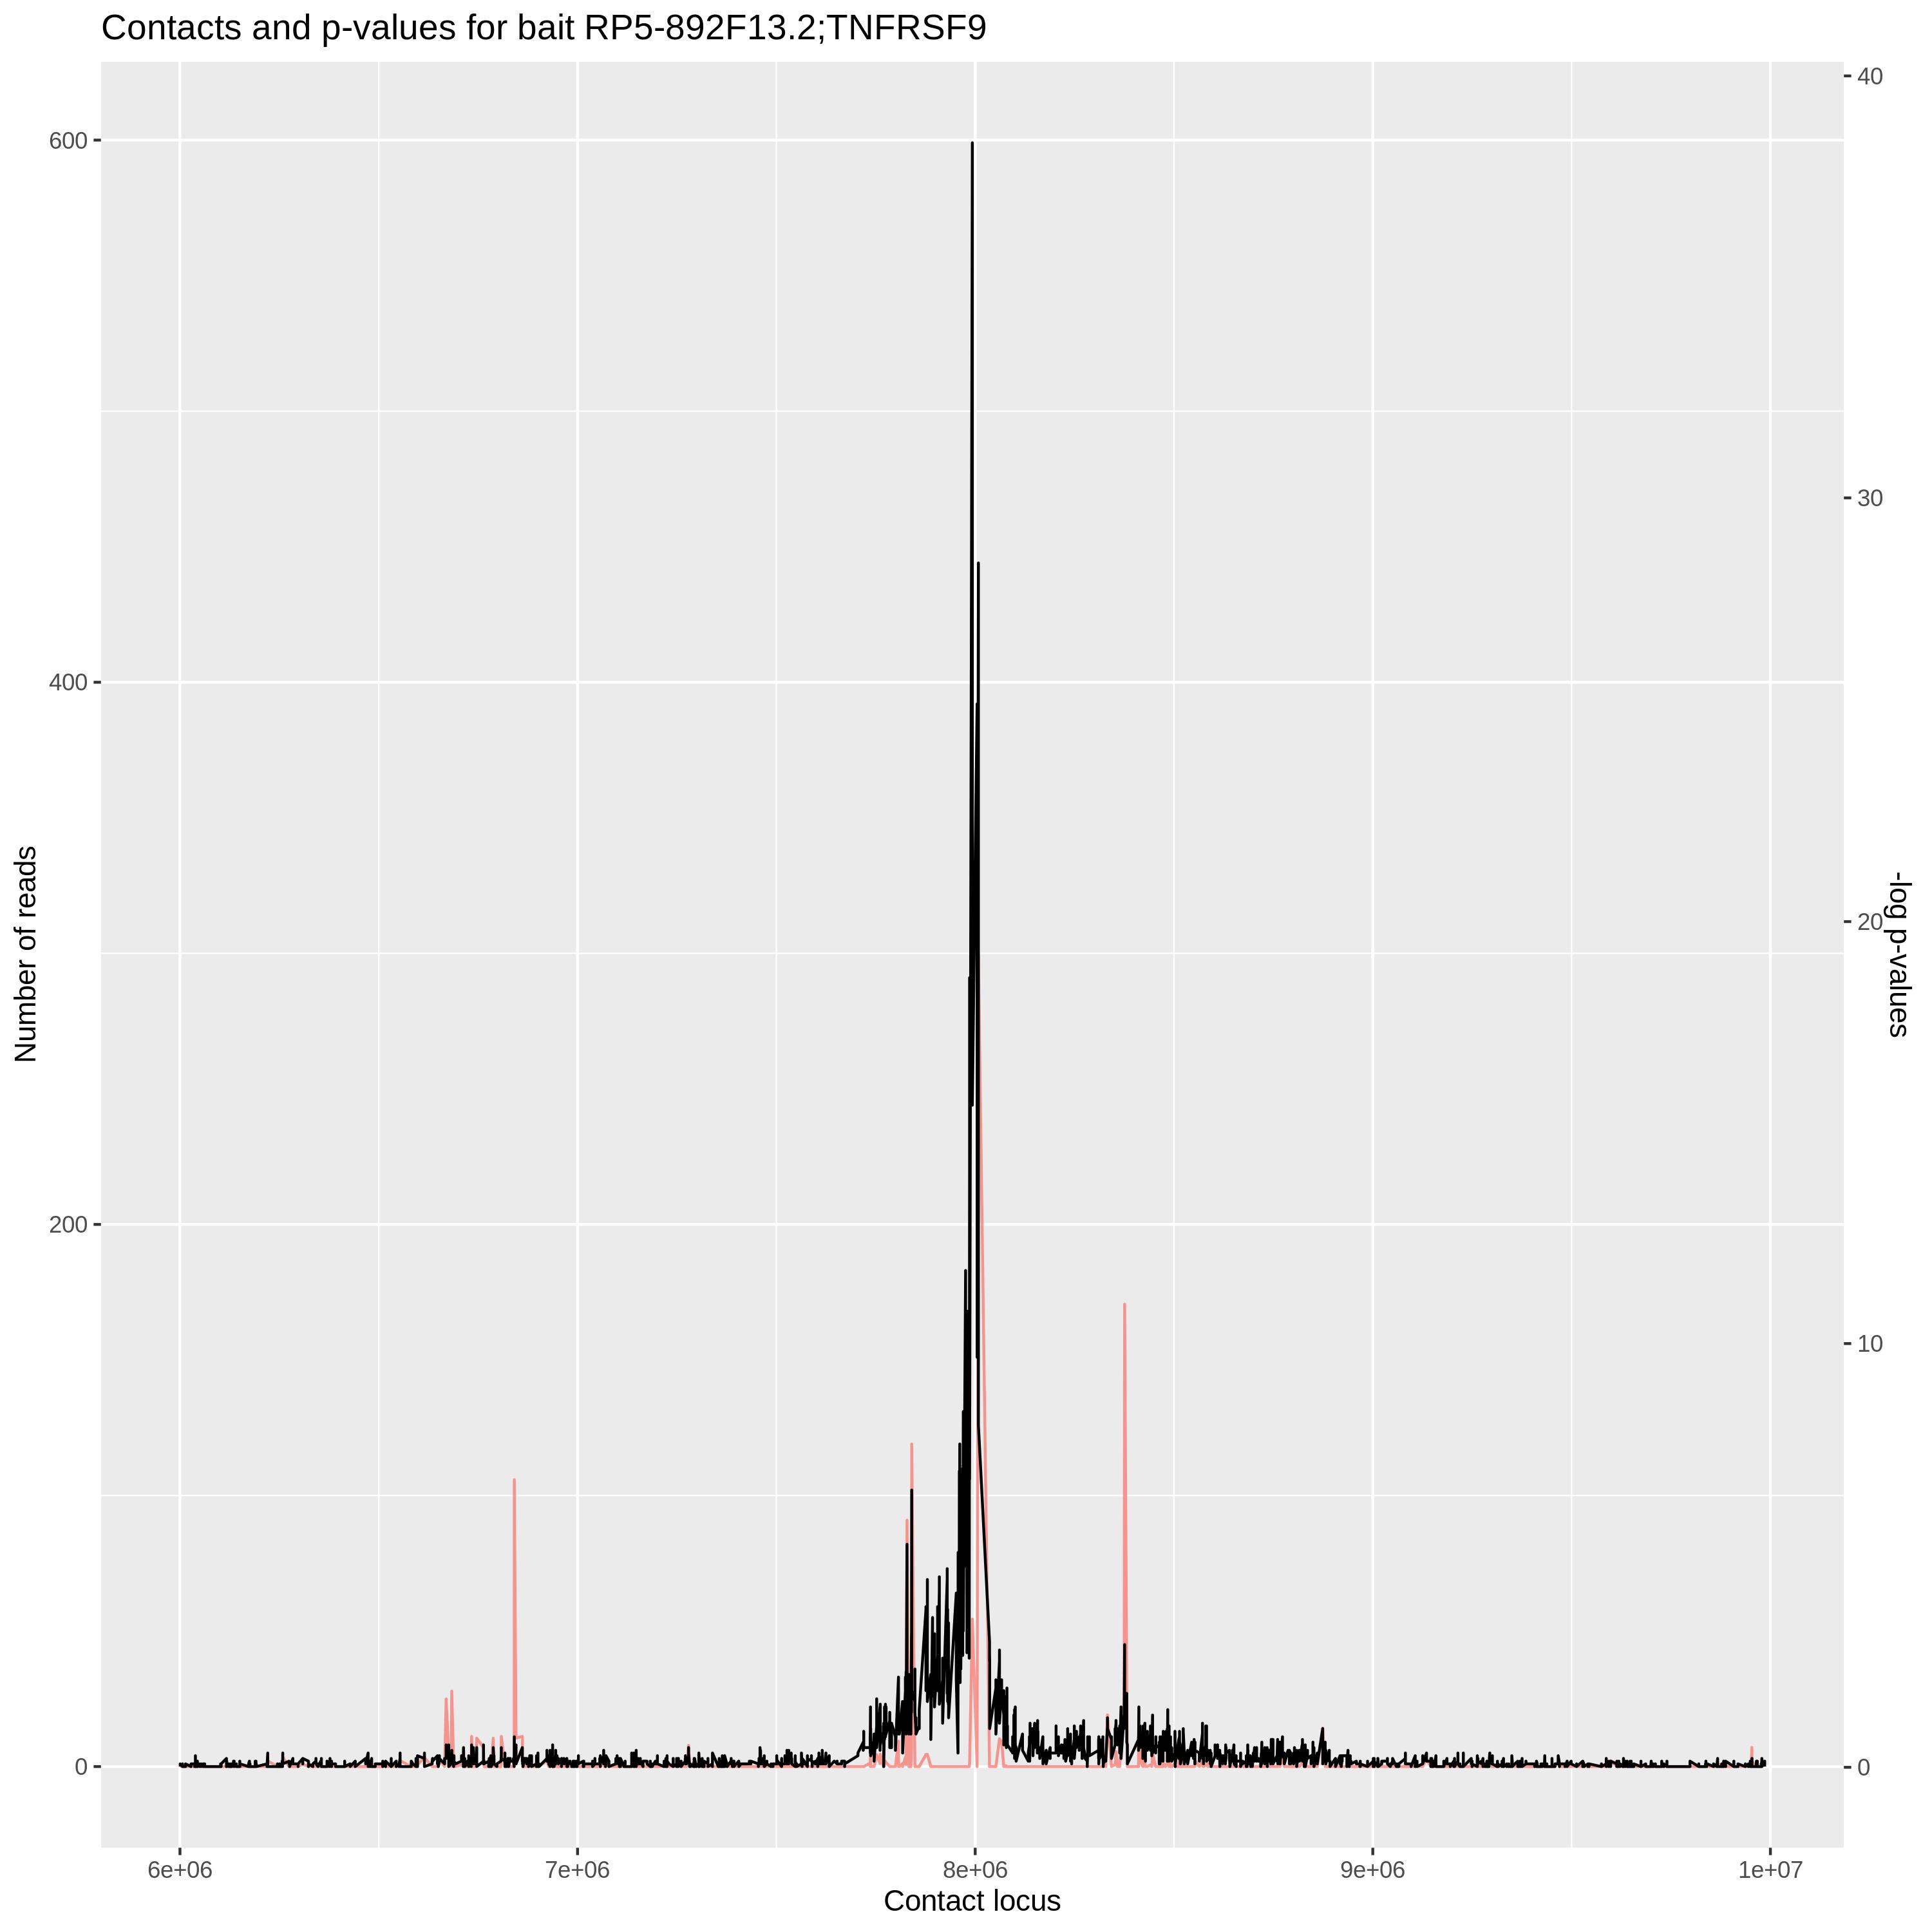 Contacts and p-values for bait RP5-892F13.2;TNFRSF9
40
600
30
400
20
Number of reads
-log p-values
200
10
0
0
6e+06
7e+06
8e+06
9e+06
1e+07
Contact locus